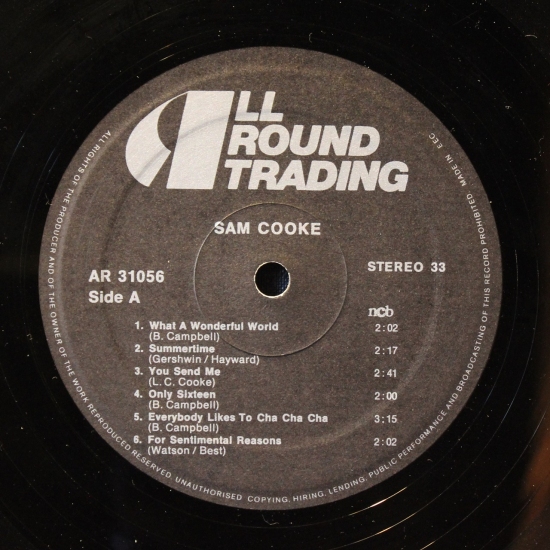 ALL
ROUND
TRADING
SAM COOKE
AR 31056
STEREO 33
Side A
ncb
1. What A Wonderful World 2:02
(B. Campbell)
2. Summertime 2:17
(Gershwin / Hayward)
3. You Send Me 2:41
(L. C. Cooke)
4. Only Sixteen 2:00
(B. Campbell)
5. Everybody Likes To Cha Cha Cha 3:15
(B. Campbell)
6. For Sentimental Reasons 2:02
(Watson / Best)
ALL RIGHTS OF THE PRODUCER AND OF THE OWNER OF THE WORK REPRODUCED RESERVED UNAUTHORISED COPYING, HIRING, LENDING, PUBLIC PERFORMANCE AND BROADCASTING OF THIS RECORD PROHIBITED. MADE IN EEC